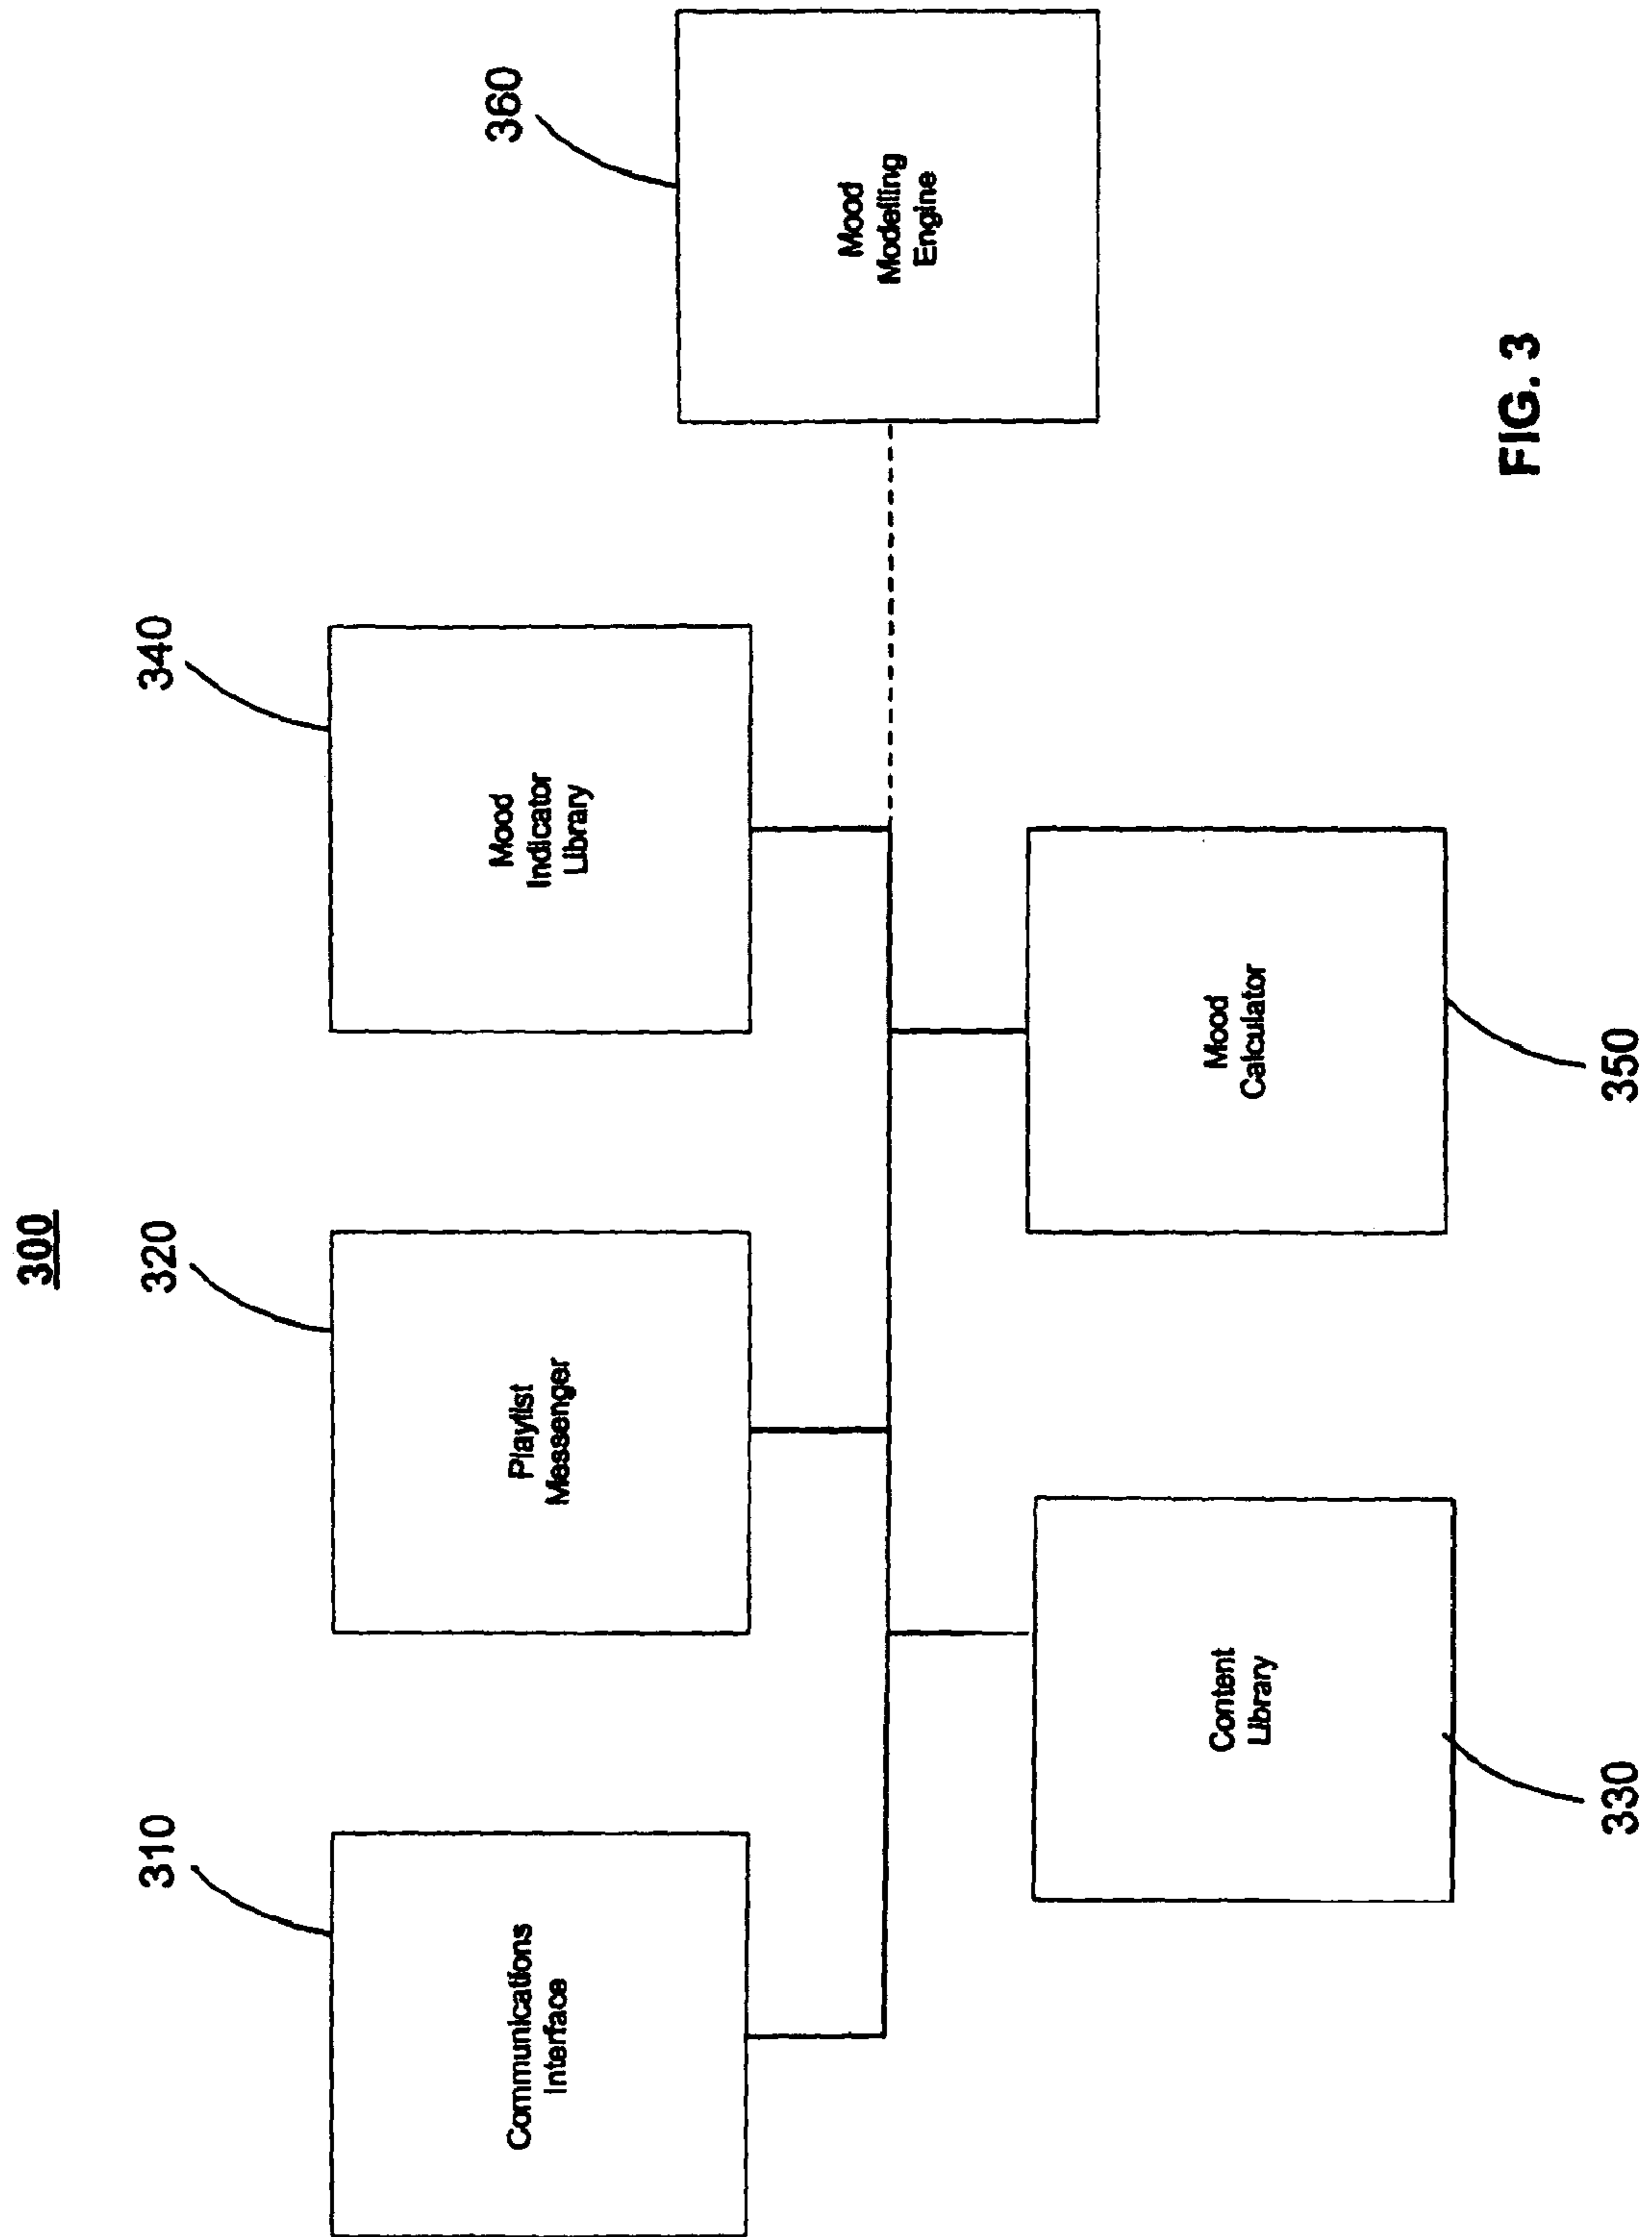 300
310
Communications
Interface
320
Playlist
Messenger
340
Mood
Indicator
Library
360
Mood
Modelling
Engine
Content
Library
330
Mood
Calculator
350
FIG. 3